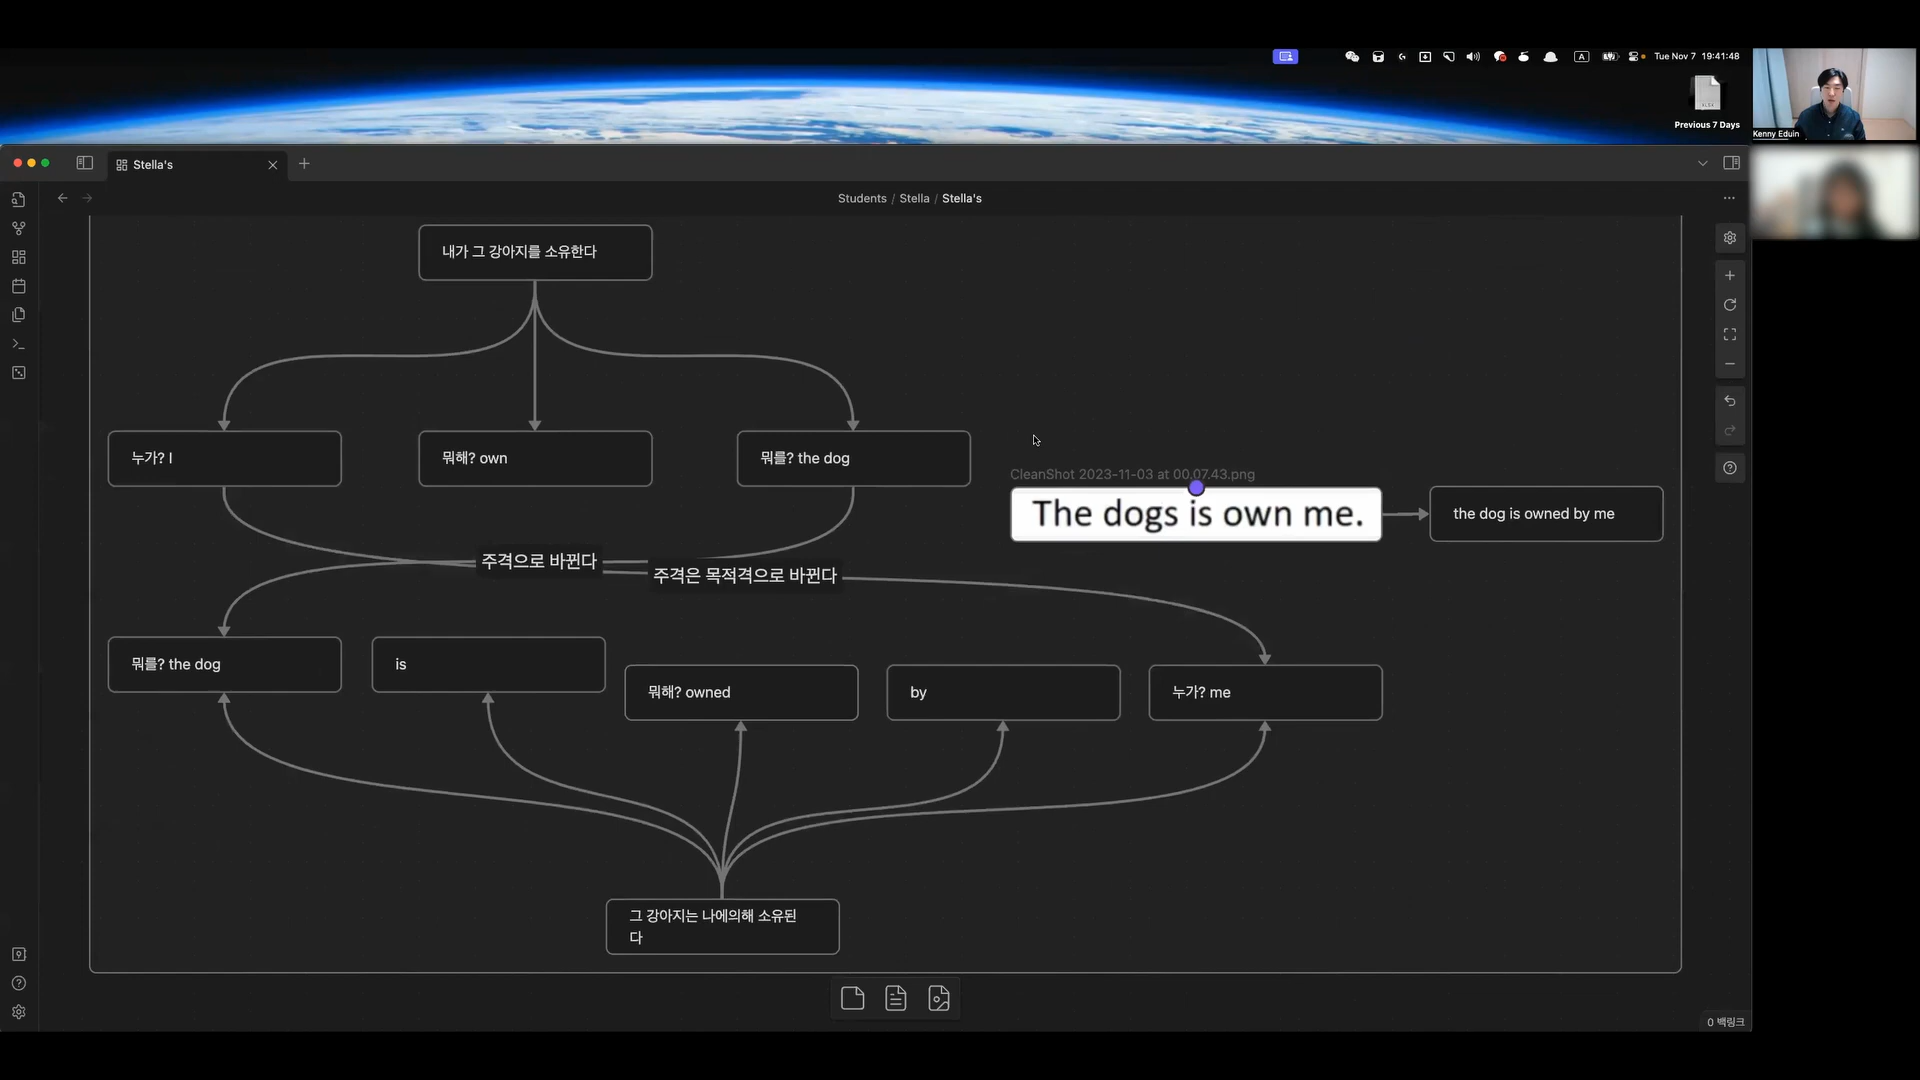 Tue Nov 7 19:41:48
Previous 7 Days
Kenny Eduin
Stella's
Students / Stella / Stella's
내가 그 강아지를 소유한다
누가? I
뭐해? own
뭐를? the dog
CleanShot 2023-11-03 at 00.07.43.png
The dogs is own me.
the dog is owned by me
주격으로 바뀐다
주격은 목적격으로 바뀐다
뭐를? the dog
is
뭐해? owned
by
누가? me
그 강아지는 나에의해 소유된
다
0 백링크